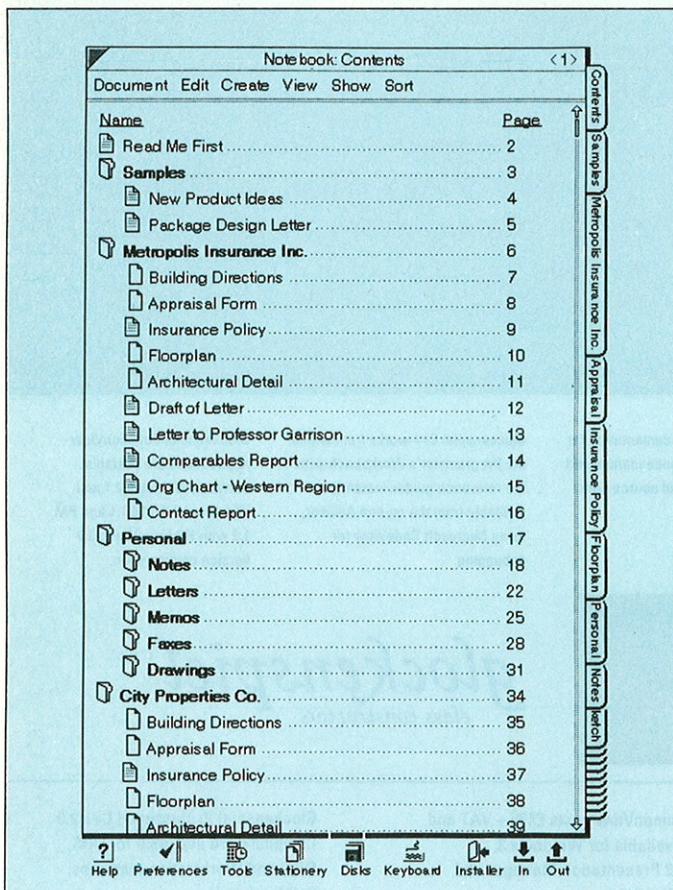 Notebook: Contents <1>
Document Edit Create View Show Sort
Name Page
Read Me First 2
Samples 3
New Product Ideas 4
Package Design Letter 5
Metropolis Insurance Inc. 6
Building Directions 7
Appraisal Form 8
Insurance Policy 9
Floorplan 10
Architectural Detail 11
Draft of Letter 12
Letter to Professor Garrison 13
Comparables Report 14
Org Chart - Western Region 15
Contact Report 16
Personal 17
Notes 18
Letters 22
Memos 25
Faxes 28
Drawings 31
City Properties Co. 34
Building Directions 35
Appraisal Form 36
Insurance Policy 37
Floorplan 38
Architectural Detail 39
Contents
Samples
Metropolis Insurance Inc.
Appraisal
Insurance Policy
Floorplan
Personal
Notes
ketch
? Help Preferences Tools Stationery Disks Keyboard Installer In Out